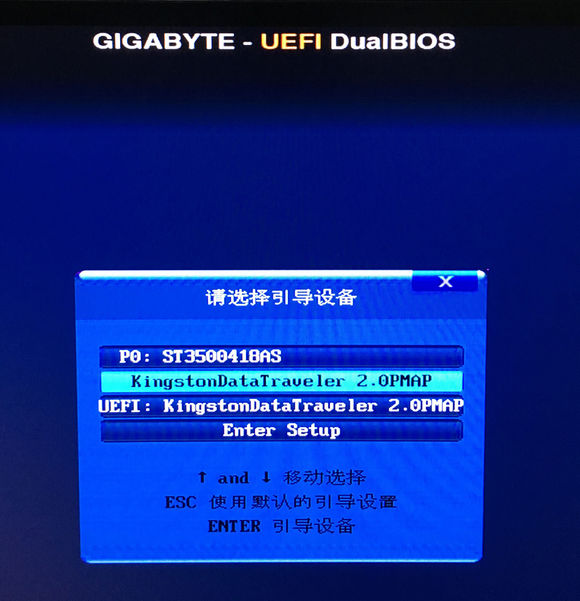 GIGABYTE - UEFI DualBIOS
X
请选择引导设备
P0: ST3500418AS
KingstonDataTraveler 2.0PMAP
UEFI: KingstonDataTraveler 2.0PMAP
Enter Setup
↑ and ↓ 移动选择
ESC 使用默认的引导设置
ENTER 引导设备